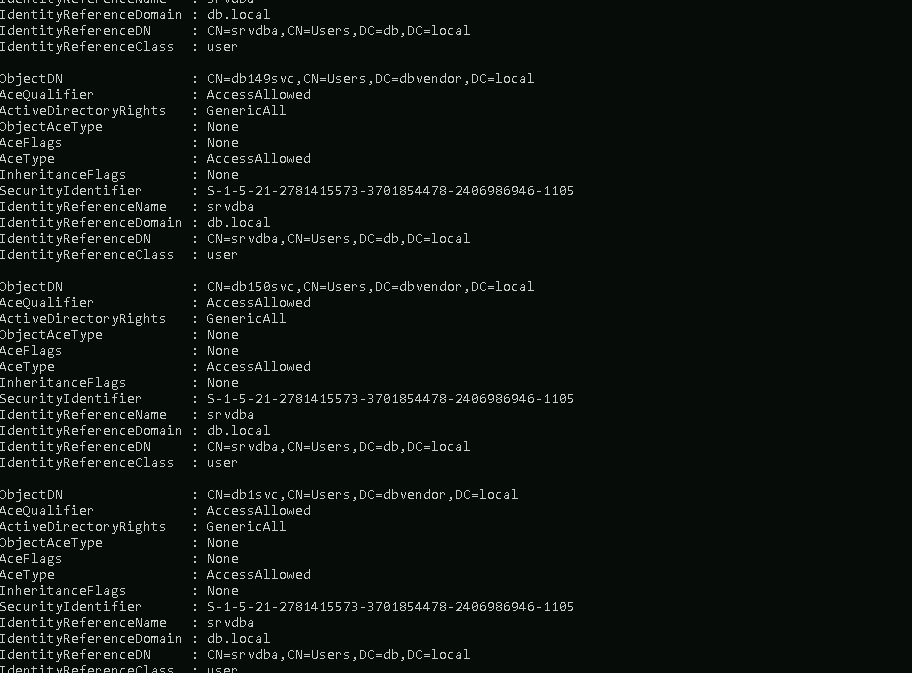 IdentityReferenceName : srvdba
IdentityReferenceDomain : db.local
IdentityReferenceDN : CN=srvdba,CN=Users,DC=db,DC=local
IdentityReferenceClass : user
ObjectDN : CN=db149svc,CN=Users,DC=dbvendor,DC=local
AceQualifier : AccessAllowed
ActiveDirectoryRights : GenericAll
ObjectAceType : None
AceFlags : None
AceType : AccessAllowed
InheritanceFlags : None
SecurityIdentifier : S-1-5-21-2781415573-3701854478-2406986946-1105
IdentityReferenceName : srvdba
IdentityReferenceDomain : db.local
IdentityReferenceDN : CN=srvdba,CN=Users,DC=db,DC=local
IdentityReferenceClass : user
ObjectDN : CN=db150svc,CN=Users,DC=dbvendor,DC=local
AceQualifier : AccessAllowed
ActiveDirectoryRights : GenericAll
ObjectAceType : None
AceFlags : None
AceType : AccessAllowed
InheritanceFlags : None
SecurityIdentifier : S-1-5-21-2781415573-3701854478-2406986946-1105
IdentityReferenceName : srvdba
IdentityReferenceDomain : db.local
IdentityReferenceDN : CN=srvdba,CN=Users,DC=db,DC=local
IdentityReferenceClass : user
ObjectDN : CN=db1svc,CN=Users,DC=dbvendor,DC=local
AceQualifier : AccessAllowed
ActiveDirectoryRights : GenericAll
ObjectAceType : None
AceFlags : None
AceType : AccessAllowed
InheritanceFlags : None
SecurityIdentifier : S-1-5-21-2781415573-3701854478-2406986946-1105
IdentityReferenceName : srvdba
IdentityReferenceDomain : db.local
IdentityReferenceDN : CN=srvdba,CN=Users,DC=db,DC=local
IdentityReferenceClass : user